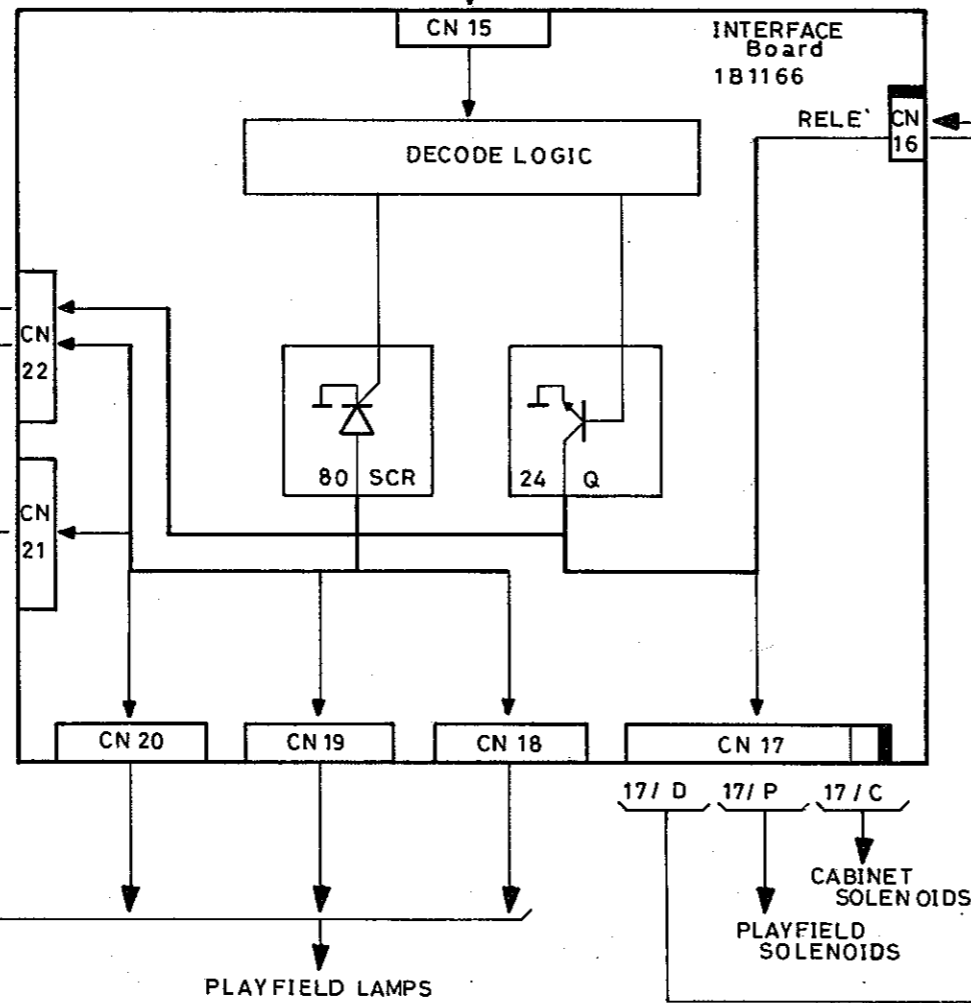 CN 15
INTERFACE
Board
1B1166
RELE'
CN
16
DECODE LOGIC
CN
22
80 SCR
24 Q
CN
21
CN 20
CN 19
CN 18
CN 17
17/ D
17/ P
17/ C
CABINET
SOLENOIDS
PLAYFIELD
SOLENOIDS
PLAYFIELD LAMPS